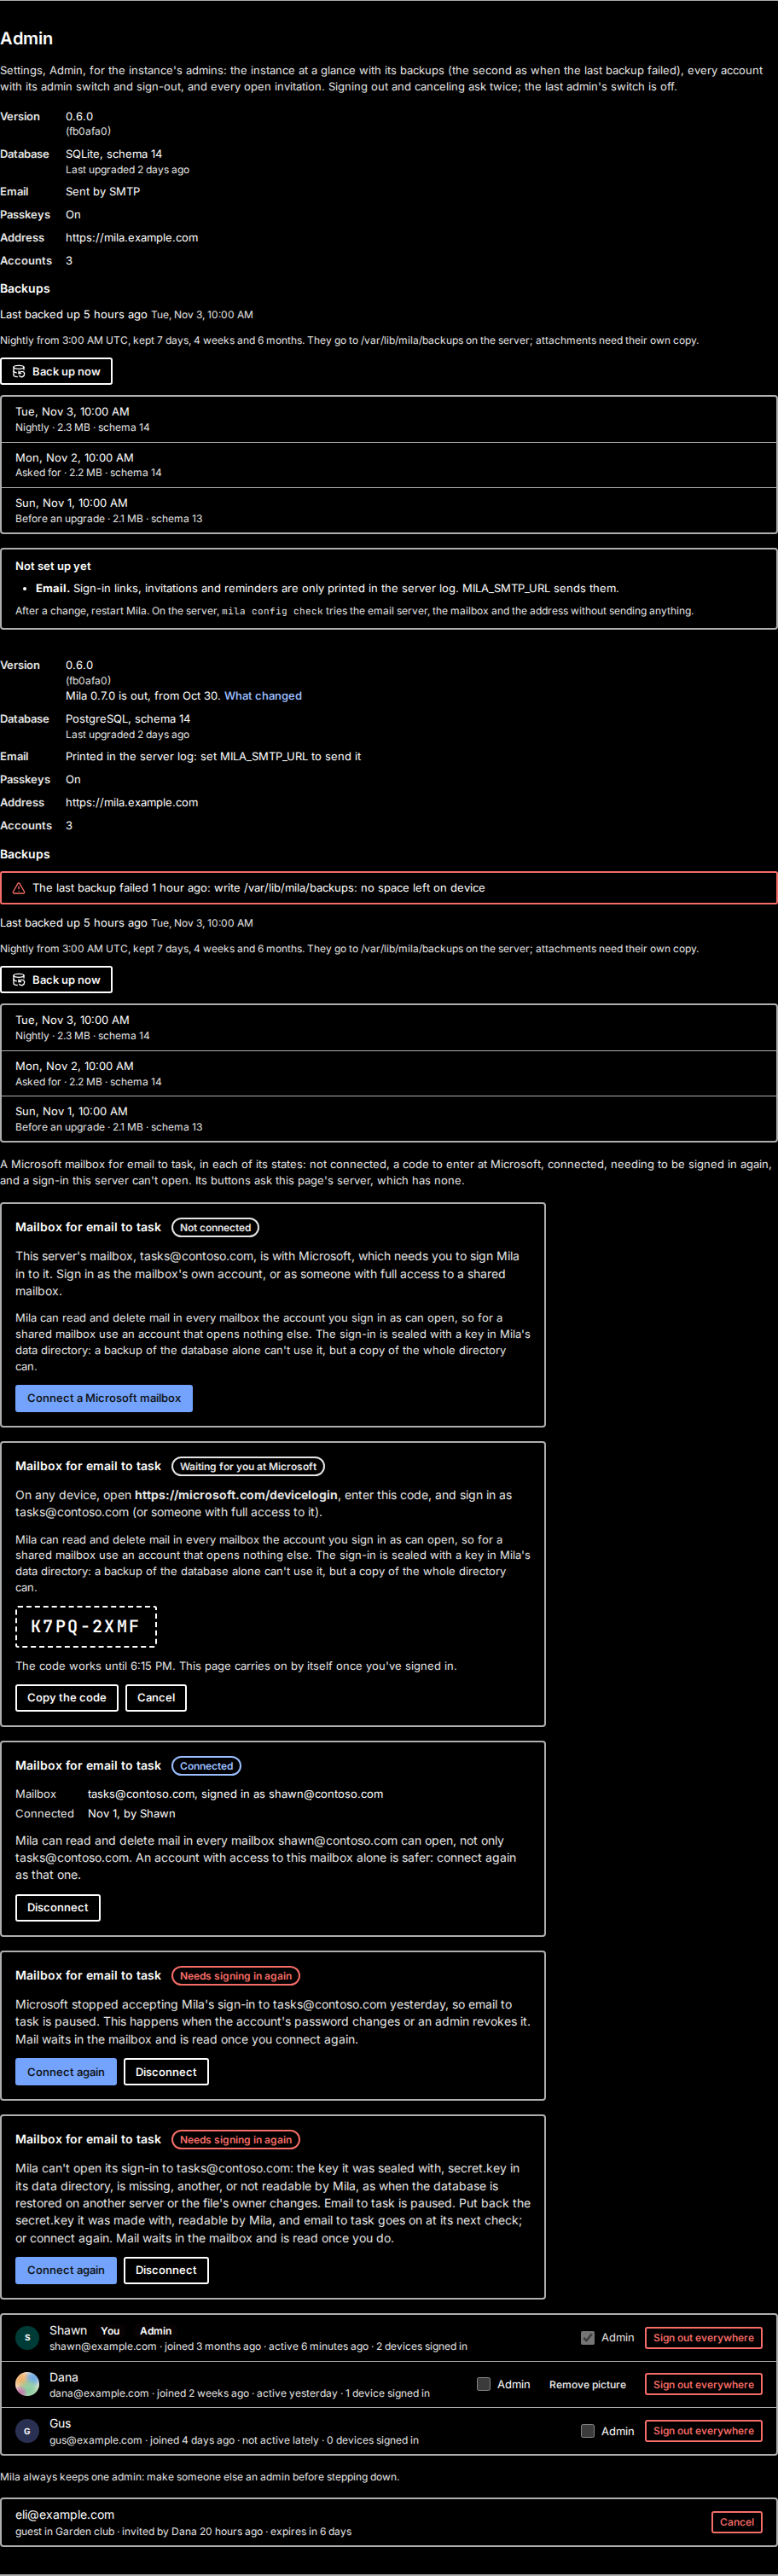 Admin
Settings, Admin, for the instance's admins: the instance at a glance with its backups (the second as when the last backup failed), every account
with its admin switch and sign-out, and every open invitation. Signing out and canceling ask twice; the last admin's switch is off.
Version 0.6.0
(fb0afa0)
Database SQLite, schema 14
Last upgraded 2 days ago
Email Sent by SMTP
Passkeys On
Address https://mila.example.com
Accounts 3
Backups
Last backed up 5 hours ago Tue, Nov 3, 10:00 AM
Nightly from 3:00 AM UTC, kept 7 days, 4 weeks and 6 months. They go to /var/lib/mila/backups on the server; attachments need their own copy.
Back up now
Tue, Nov 3, 10:00 AM
Nightly · 2.3 MB · schema 14
Mon, Nov 2, 10:00 AM
Asked for · 2.2 MB · schema 14
Sun, Nov 1, 10:00 AM
Before an upgrade · 2.1 MB · schema 13
Not set up yet
• Email. Sign-in links, invitations and reminders are only printed in the server log. MILA_SMTP_URL sends them.
After a change, restart Mila. On the server, mila config check tries the email server, the mailbox and the address without sending anything.
Version 0.6.0
(fb0afa0)
Mila 0.7.0 is out, from Oct 30. What changed
Database PostgreSQL, schema 14
Last upgraded 2 days ago
Email Printed in the server log: set MILA_SMTP_URL to send it
Passkeys On
Address https://mila.example.com
Accounts 3
Backups
The last backup failed 1 hour ago: write /var/lib/mila/backups: no space left on device
Last backed up 5 hours ago Tue, Nov 3, 10:00 AM
Nightly from 3:00 AM UTC, kept 7 days, 4 weeks and 6 months. They go to /var/lib/mila/backups on the server; attachments need their own copy.
Back up now
Tue, Nov 3, 10:00 AM
Nightly · 2.3 MB · schema 14
Mon, Nov 2, 10:00 AM
Asked for · 2.2 MB · schema 14
Sun, Nov 1, 10:00 AM
Before an upgrade · 2.1 MB · schema 13
A Microsoft mailbox for email to task, in each of its states: not connected, a code to enter at Microsoft, connected, needing to be signed in again,
and a sign-in this server can't open. Its buttons ask this page's server, which has none.
Mailbox for email to task Not connected
This server's mailbox, tasks@contoso.com, is with Microsoft, which needs you to sign Mila
in to it. Sign in as the mailbox's own account, or as someone with full access to a shared
mailbox.
Mila can read and delete mail in every mailbox the account you sign in as can open, so for a
shared mailbox use an account that opens nothing else. The sign-in is sealed with a key in Mila's
data directory: a backup of the database alone can't use it, but a copy of the whole directory
can.
Connect a Microsoft mailbox
Mailbox for email to task Waiting for you at Microsoft
On any device, open https://microsoft.com/devicelogin, enter this code, and sign in as
tasks@contoso.com (or someone with full access to it).
Mila can read and delete mail in every mailbox the account you sign in as can open, so for a
shared mailbox use an account that opens nothing else. The sign-in is sealed with a key in Mila's
data directory: a backup of the database alone can't use it, but a copy of the whole directory
can.
K7PQ-2XMF
The code works until 6:15 PM. This page carries on by itself once you've signed in.
Copy the code Cancel
Mailbox for email to task Connected
Mailbox tasks@contoso.com, signed in as shawn@contoso.com
Connected Nov 1, by Shawn
Mila can read and delete mail in every mailbox shawn@contoso.com can open, not only
tasks@contoso.com. An account with access to this mailbox alone is safer: connect again
as that one.
Disconnect
Mailbox for email to task Needs signing in again
Microsoft stopped accepting Mila's sign-in to tasks@contoso.com yesterday, so email to
task is paused. This happens when the account's password changes or an admin revokes it.
Mail waits in the mailbox and is read once you connect again.
Connect again Disconnect
Mailbox for email to task Needs signing in again
Mila can't open its sign-in to tasks@contoso.com: the key it was sealed with, secret.key in
its data directory, is missing, another, or not readable by Mila, as when the database is
restored on another server or the file's owner changes. Email to task is paused. Put back the
secret.key it was made with, readable by Mila, and email to task goes on at its next check;
or connect again. Mail waits in the mailbox and is read once you do.
Connect again Disconnect
S Shawn You Admin
shawn@example.com · joined 3 months ago · active 6 minutes ago · 2 devices signed in
Admin Sign out everywhere
Dana
dana@example.com · joined 2 weeks ago · active yesterday · 1 device signed in
Admin Remove picture Sign out everywhere
G Gus
gus@example.com · joined 4 days ago · not active lately · 0 devices signed in
Admin Sign out everywhere
Mila always keeps one admin: make someone else an admin before stepping down.
eli@example.com
guest in Garden club · invited by Dana 20 hours ago · expires in 6 days
Cancel